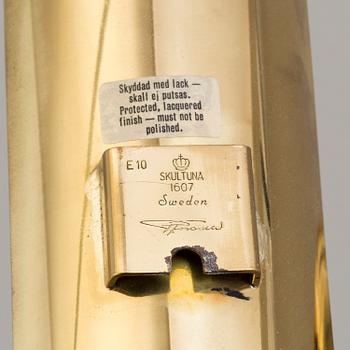 Skyddad med lack —
skall ej putsas.
Protected, lacquered
finish — must not be
polished.
E 10
SKULTUNA
1607
Sweden